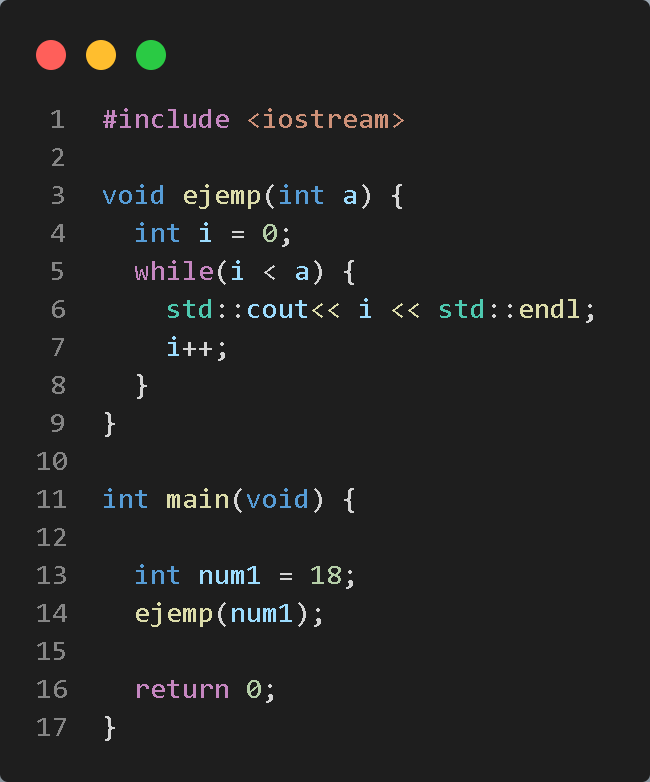 1 #include <iostream>
2
3 void ejemp(int a) {
4   int i = 0;
5   while(i < a) {
6     std::cout<< i << std::endl;
7     i++;
8   }
9 }
10
11 int main(void) {
12
13   int num1 = 18;
14   ejemp(num1);
15
16   return 0;
17 }